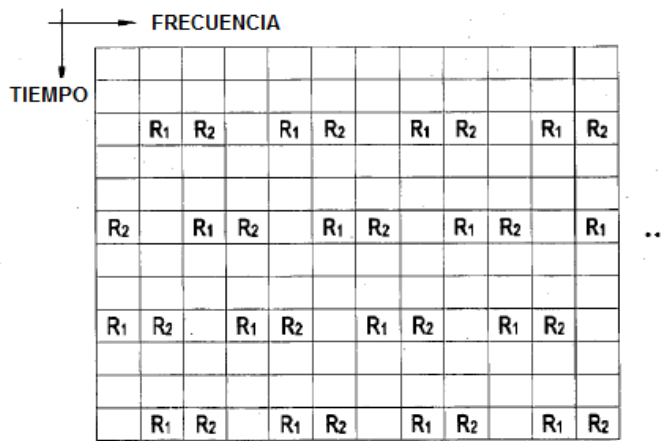 FRECUENCIA
TIEMPO
R1 R2 R1 R2 R1 R2 R1 R2
R2 R1 R2 R1 R2 R1 R2 R1 ..
R1 R2 R1 R2 R1 R2 R1 R2
R1 R2 R1 R2 R1 R2 R1 R2